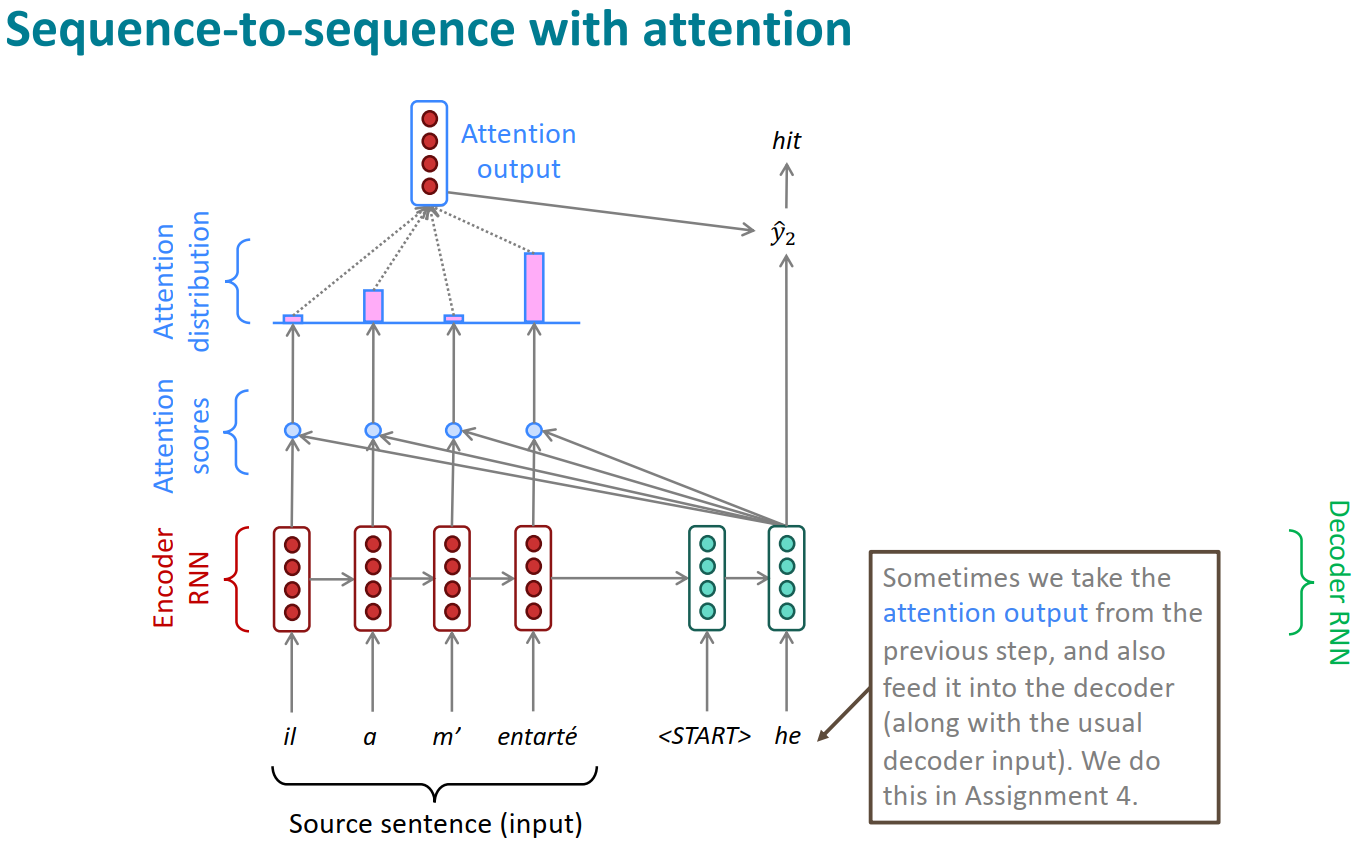 Sequence-to-sequence with attention
Attention
output
hit
ŷ₂
Attention
distribution
Attention
scores
Encoder
RNN
Decoder RNN
Sometimes we take the
attention output from the
previous step, and also
feed it into the decoder
(along with the usual
decoder input). We do
this in Assignment 4.
il a m’ entarté <START> he
Source sentence (input)